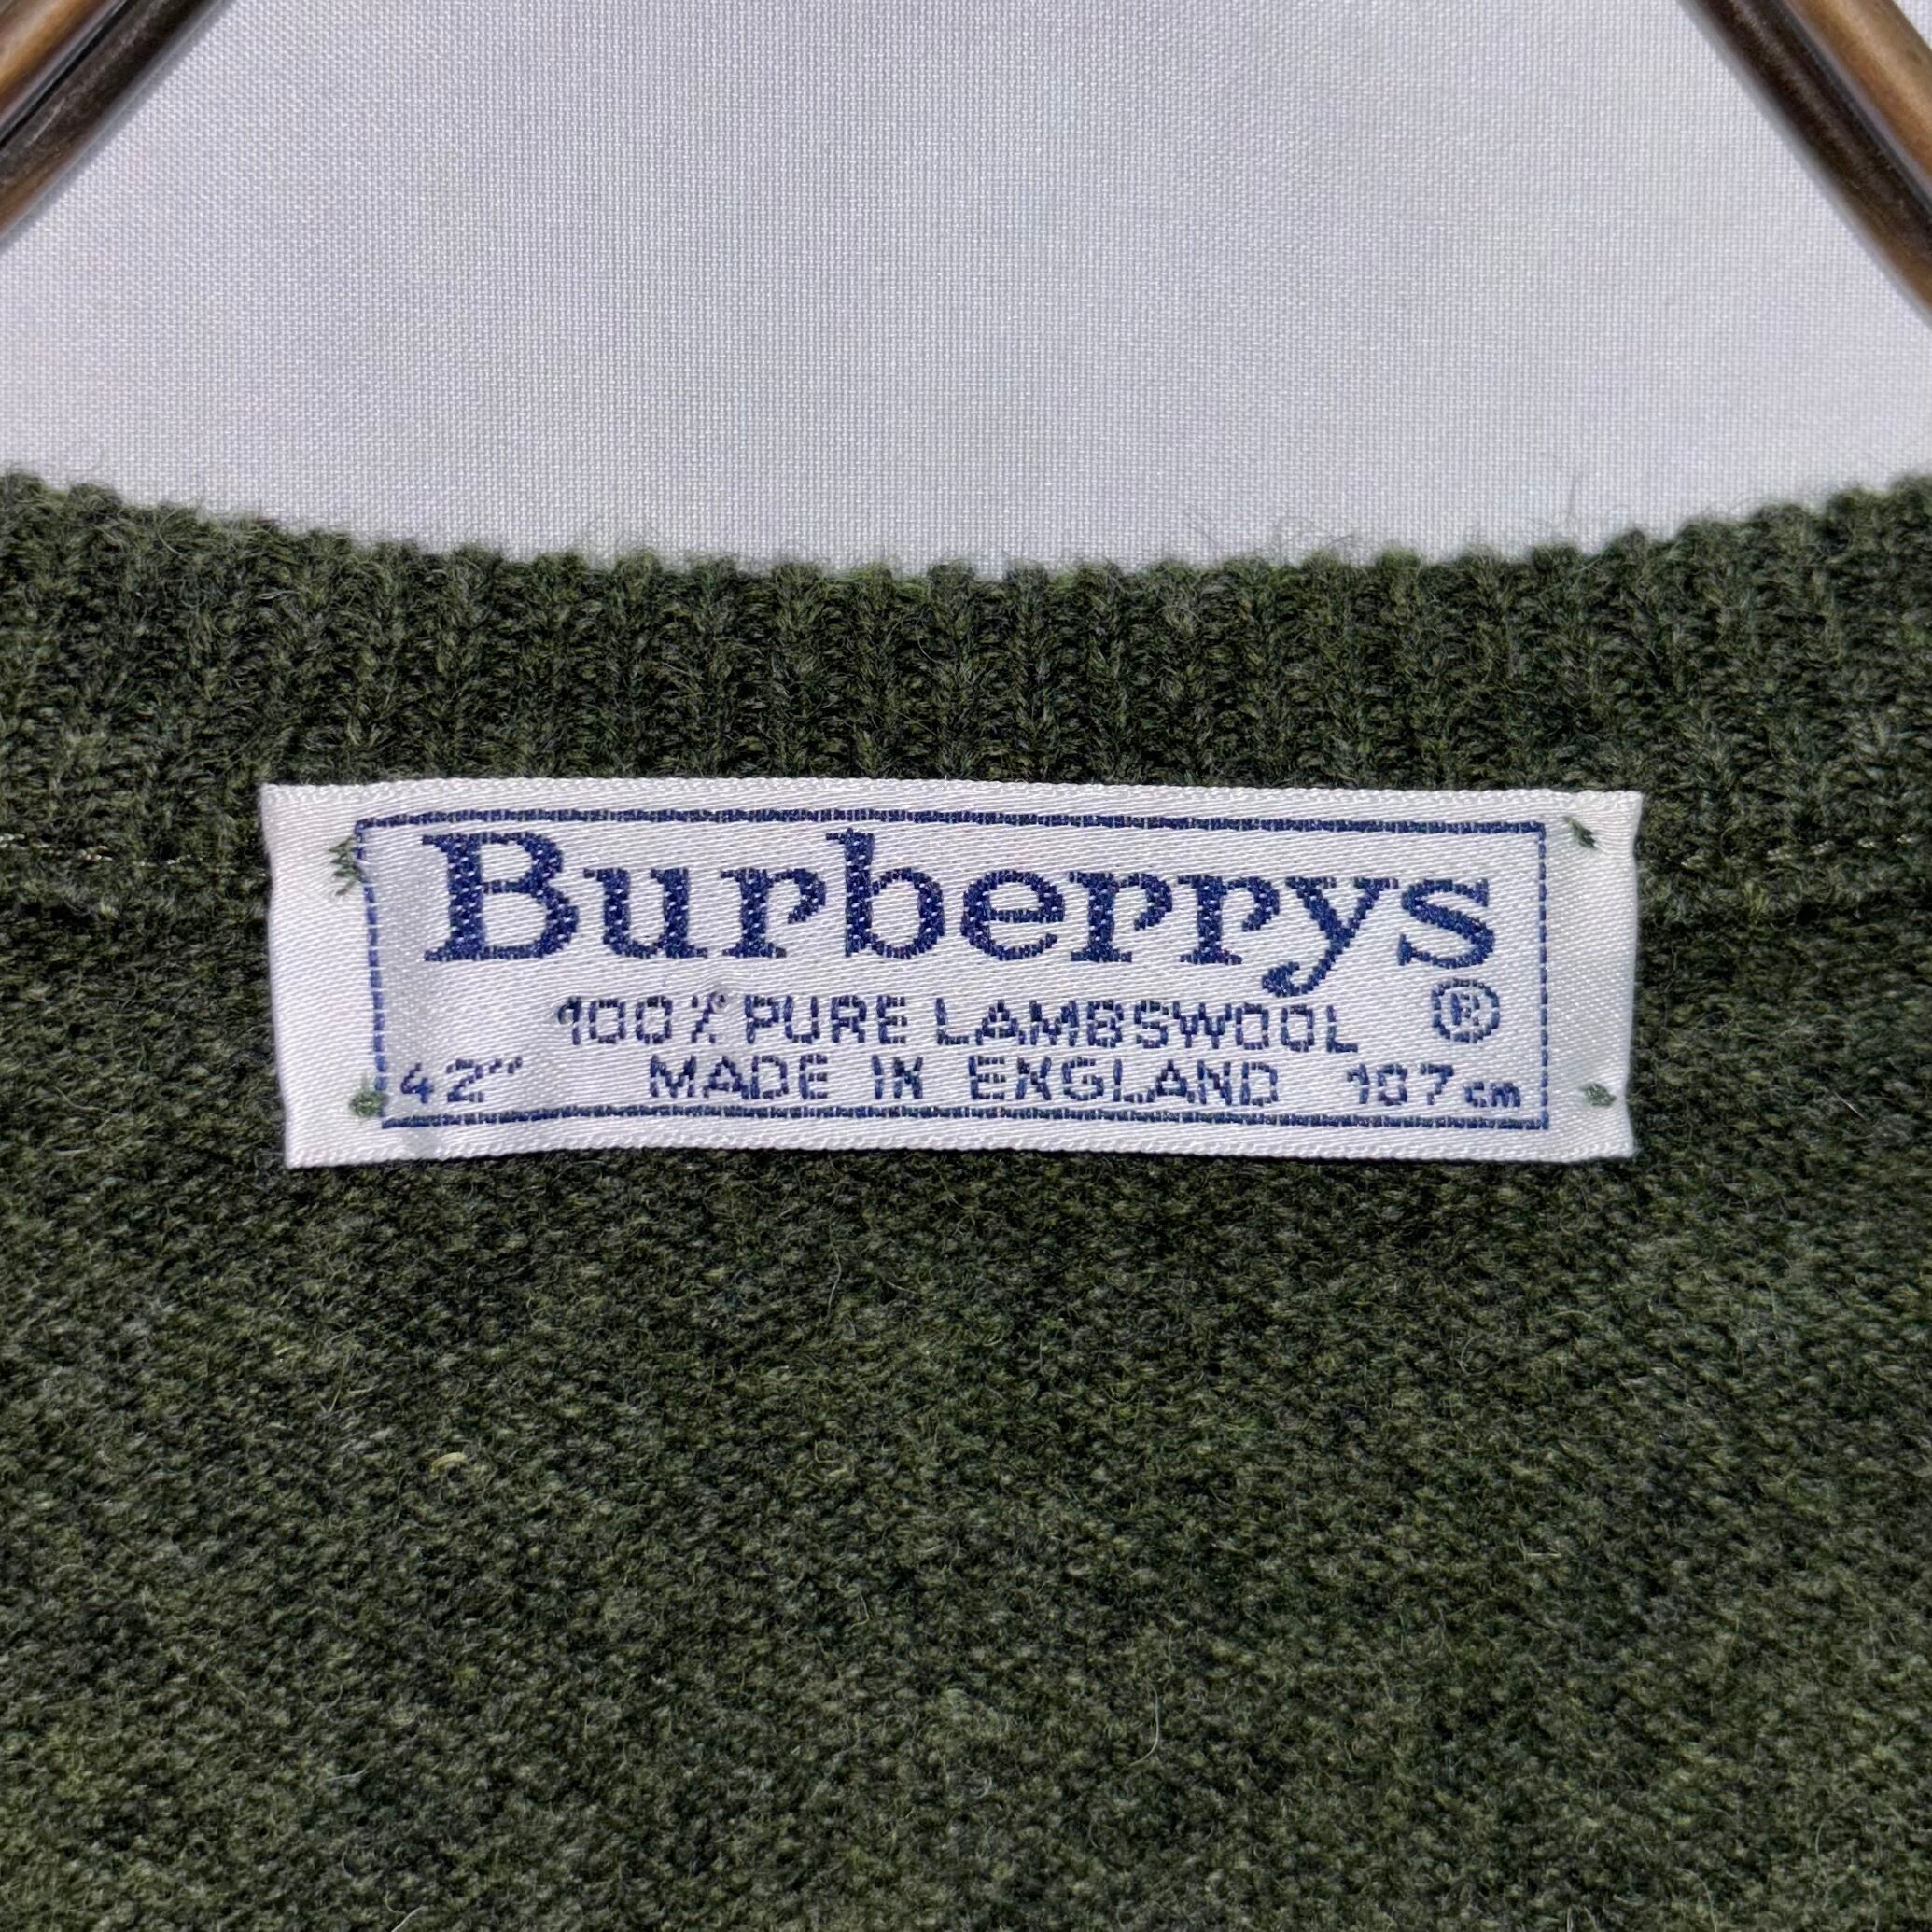 Burberrys
100% PURE LAMBSWOOL ®
42" MADE IN ENGLAND 107cm